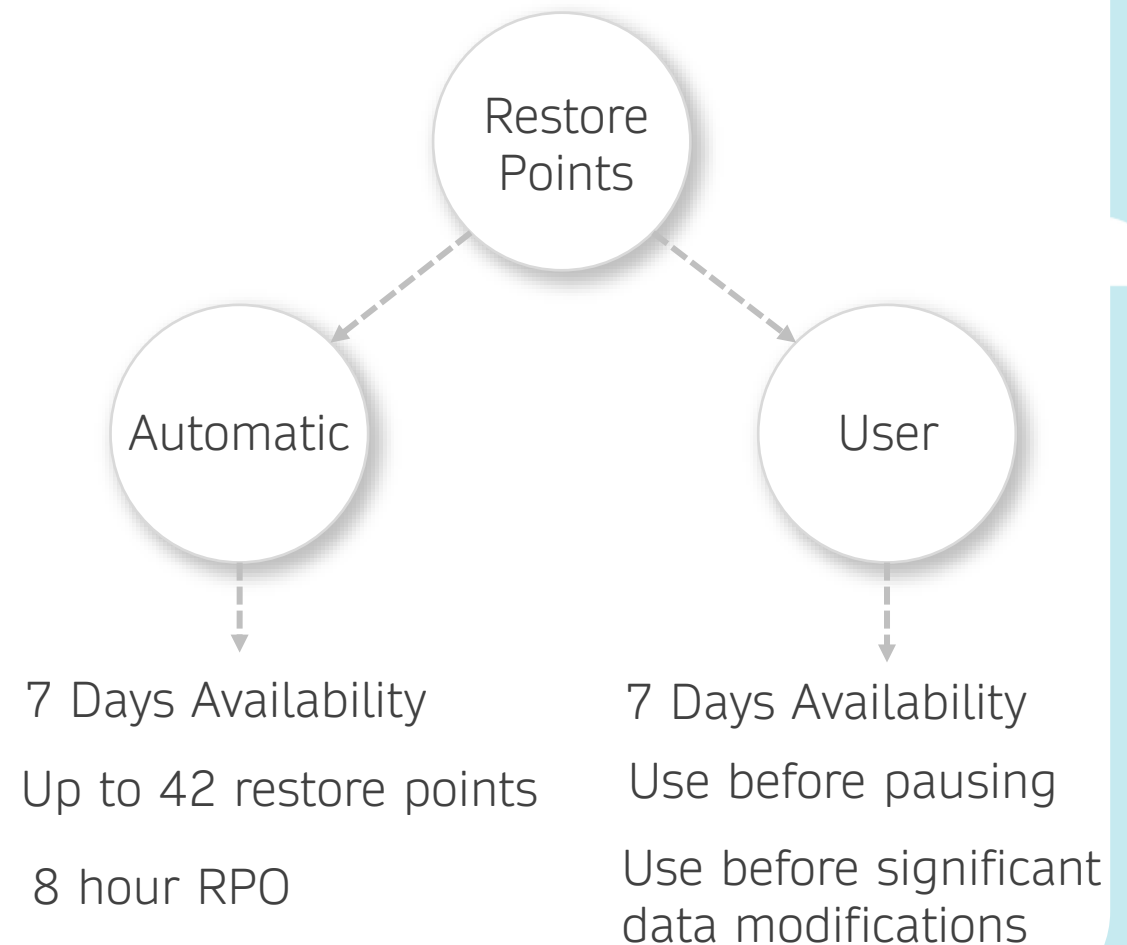 Restore
Points
Automatic
User
7 Days Availability
Up to 42 restore points
8 hour RPO
7 Days Availability
Use before pausing
Use before significant
data modifications